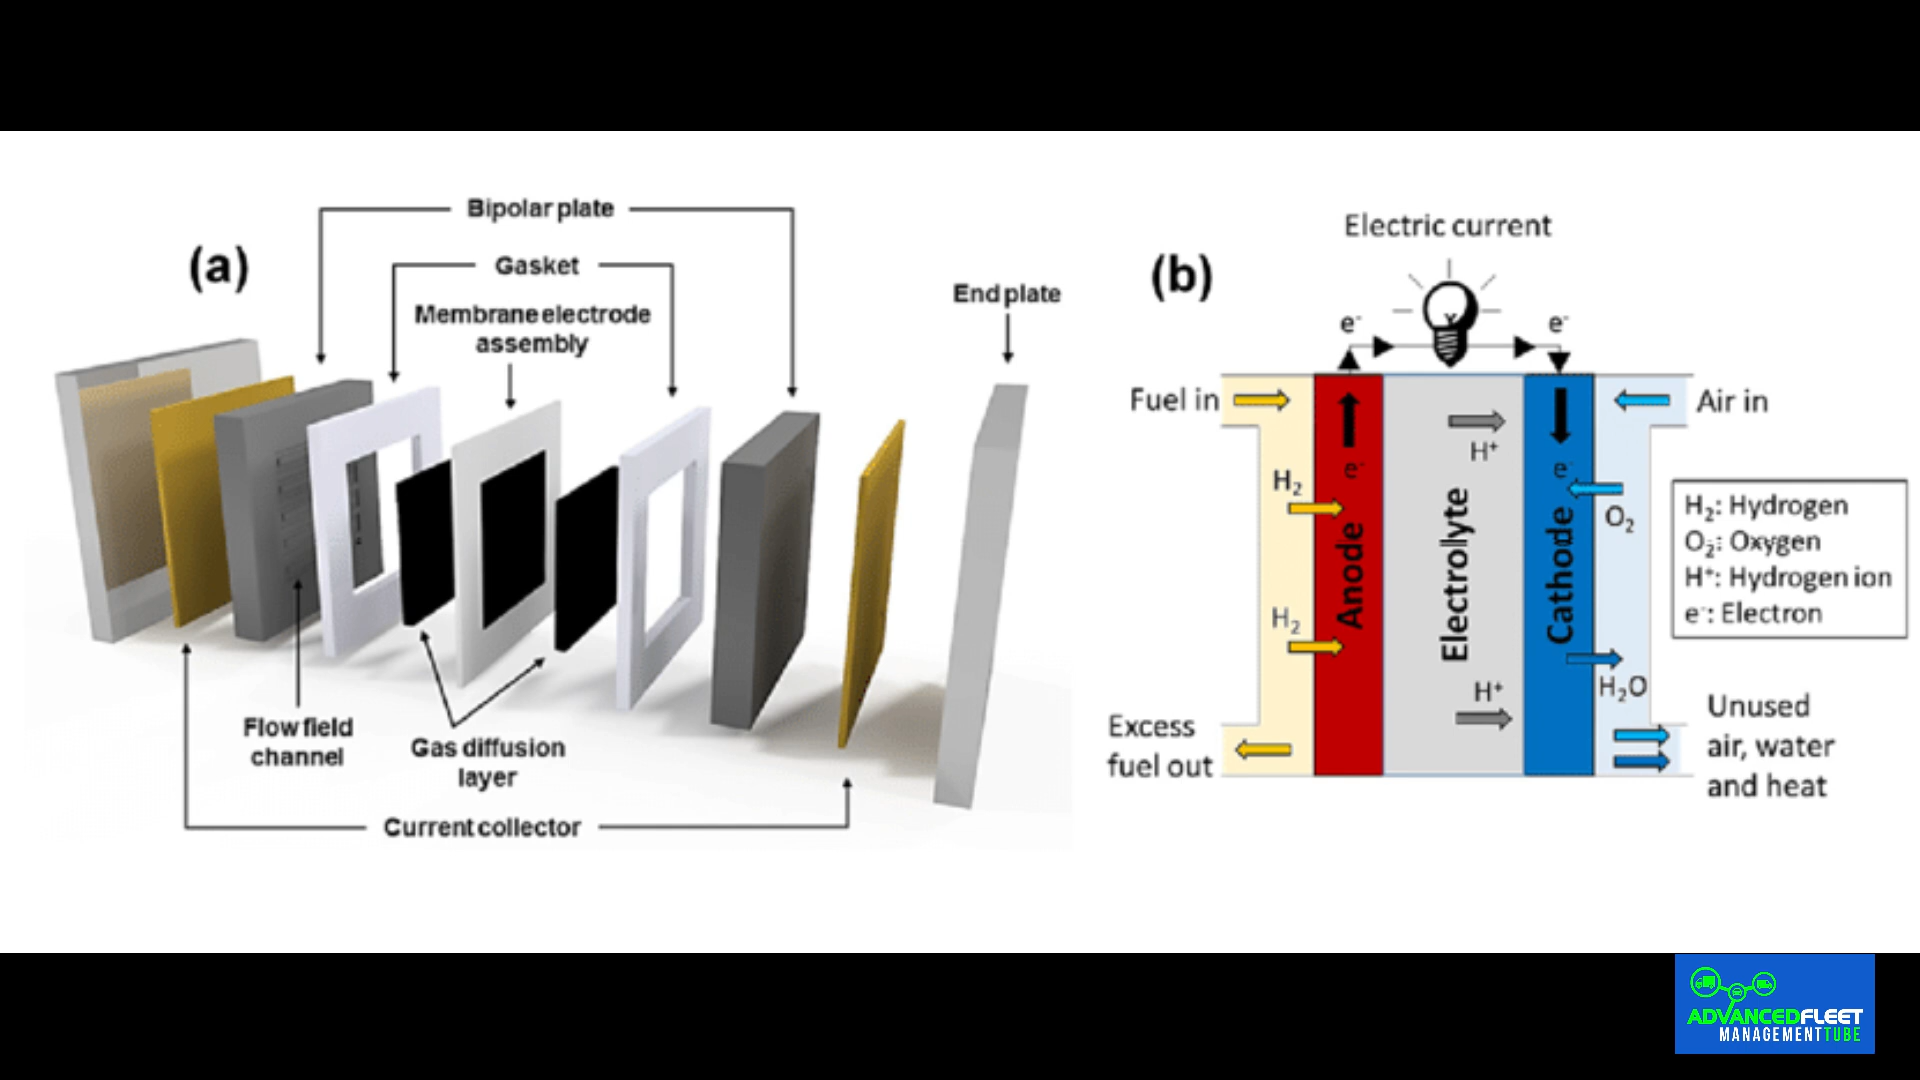 (a)
Bipolar plate
Gasket
Membrane electrode
assembly
End plate
Flow field
channel
Gas diffusion
layer
Current collector
(b)
Electric current
e⁻
e⁻
Fuel in
Air in
H⁺
e⁻
e⁻
H₂
O₂
Anode
Electrolyte
Cathode
H₂
H⁺
H₂O
Excess
fuel out
Unused
air, water
and heat
H₂: Hydrogen
O₂: Oxygen
H⁺: Hydrogen ion
e⁻: Electron
ADVANCEDFLEET
MANAGEMENTTUBE